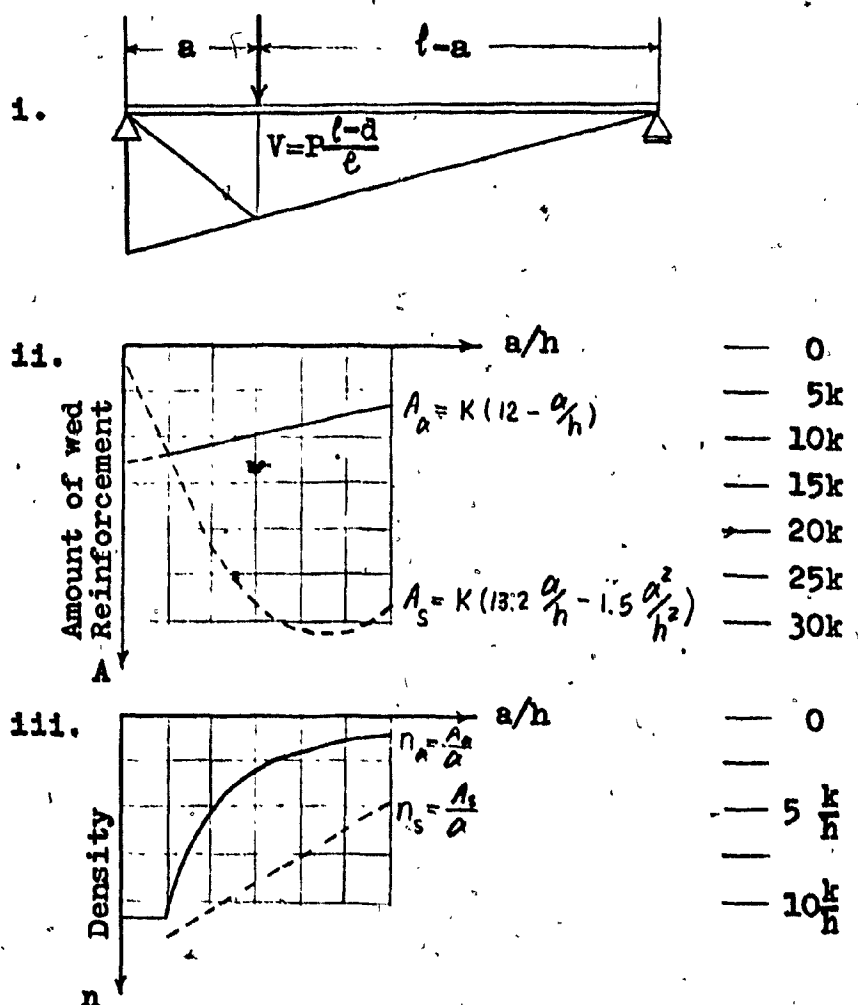 a
ℓ-a
i.
V=P (ℓ-a)/ℓ
ii.
a/h
0
5k
10k
15k
20k
25k
30k
Amount of wed
Reinforcement
A
A_a = K(12 - a/h)
A_s = K(13.2 a/h - 1.5 a²/h²)
iii.
a/h
0
5 k/h
10 k/h
Density
n
n_a = A_a/a
n_s = A_s/a